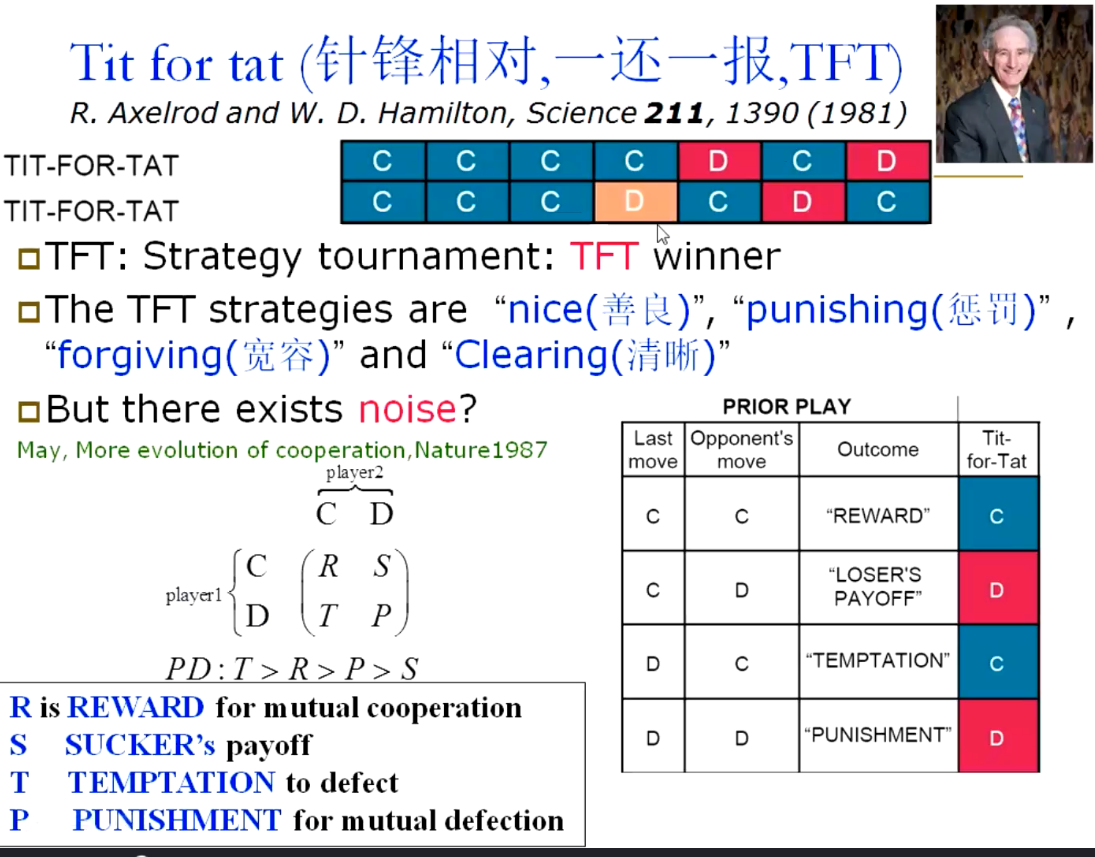 Tit for tat (针锋相对,一还一报,TFT)
R. Axelrod and W. D. Hamilton, Science 211, 1390 (1981)
TIT-FOR-TAT C C C C D C D
TIT-FOR-TAT C C C D C D C
TFT: Strategy tournament: TFT winner
The TFT strategies are “nice(善良)”, “punishing(惩罚)” ,
“forgiving(宽容)” and “Clearing(清晰)”
But there exists noise?
May, More evolution of cooperation,Nature1987
player2
C D
player1
C R S
D T P
PD: T > R > P > S
R is REWARD for mutual cooperation
S SUCKER’s payoff
T TEMPTATION to defect
P PUNISHMENT for mutual defection
PRIOR PLAY
Last move Opponent's move Outcome Tit-for-Tat
C C “REWARD” C
C D “LOSER'S PAYOFF” D
D C “TEMPTATION” C
D D “PUNISHMENT” D